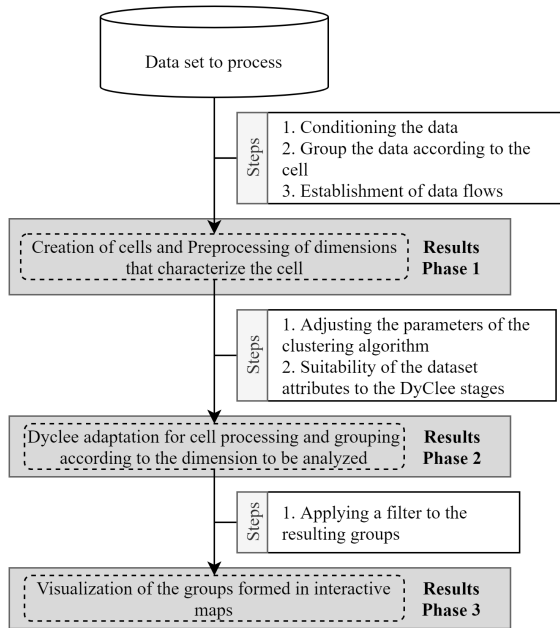 Data set to process
Steps
1. Conditioning the data
2. Group the data according to the
cell
3. Establishment of data flows
Creation of cells and Preprocessing of dimensions
that characterize the cell
Results
Phase 1
Steps
1. Adjusting the parameters of the
clustering algorithm
2. Suitability of the dataset
attributes to the DyClee stages
Dyclee adaptation for cell processing and grouping
according to the dimension to be analyzed
Results
Phase 2
Steps
1. Applying a filter to the
resulting groups
Visualization of the groups formed in interactive
maps
Results
Phase 3